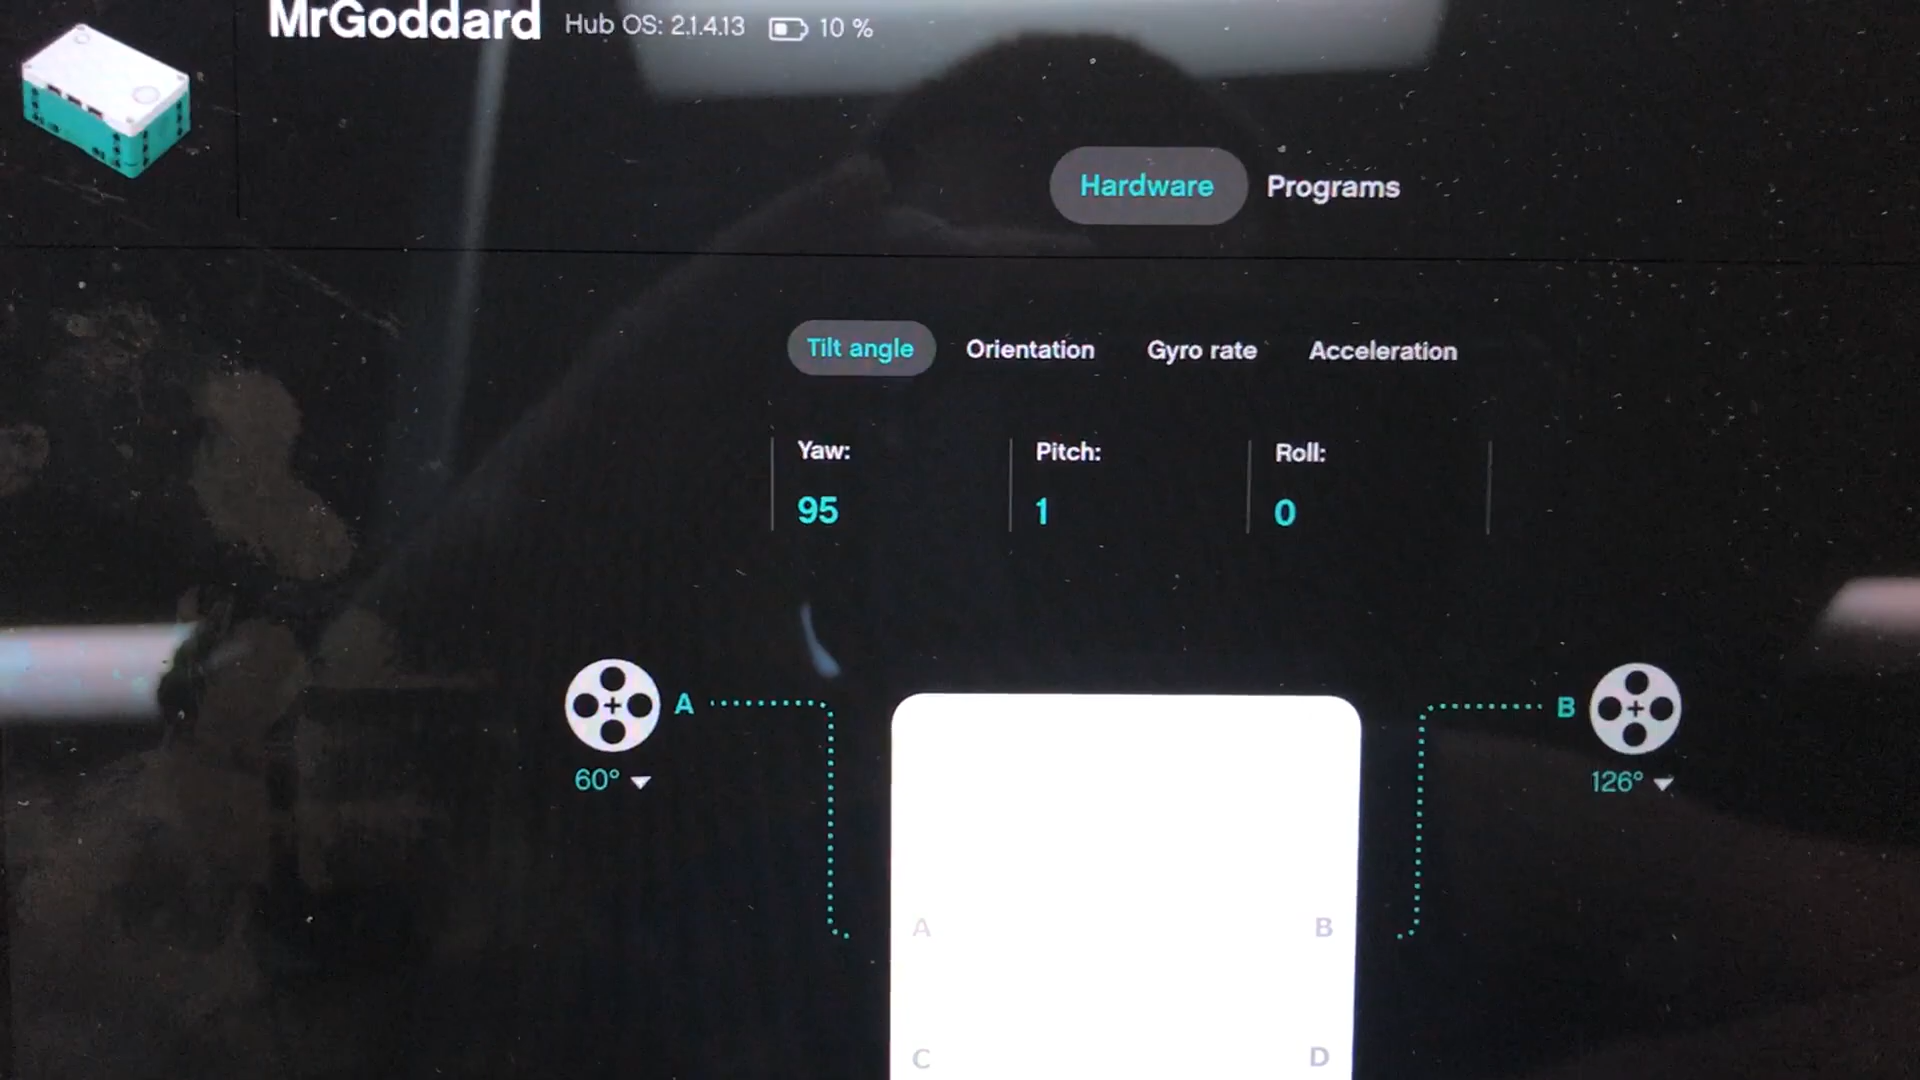 MrGoddard Hub OS: 2.1.4.13 10 %
Hardware Programs
Tilt angle Orientation Gyro rate Acceleration
Yaw: Pitch: Roll:
95 1 0
A B
60° 126°
A B
C D